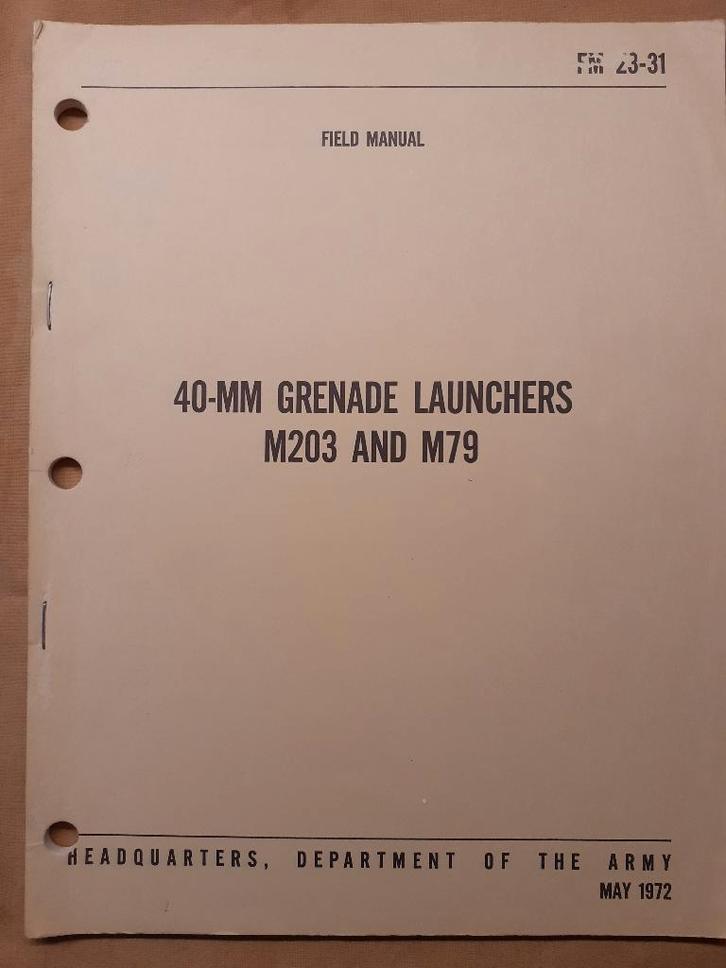 FM 23-31
FIELD MANUAL
40-MM GRENADE LAUNCHERS
M203 AND M79
HEADQUARTERS, DEPARTMENT OF THE ARMY
MAY 1972